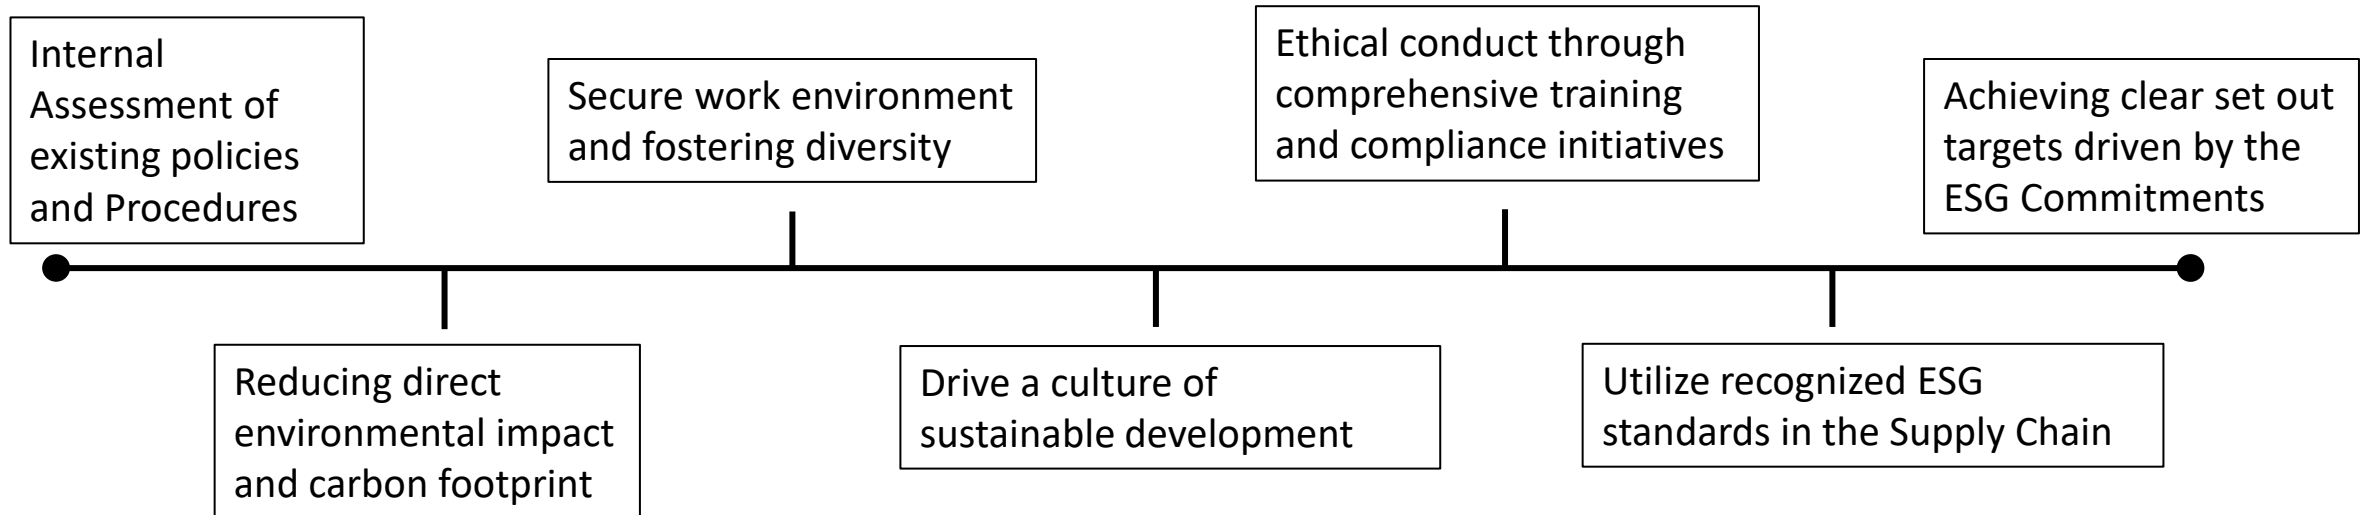 Internal
Assessment of
existing policies
and Procedures
Reducing direct
environmental impact
and carbon footprint
Secure work environment
and fostering diversity
Drive a culture of
sustainable development
Ethical conduct through
comprehensive training
and compliance initiatives
Utilize recognized ESG
standards in the Supply Chain
Achieving clear set out
targets driven by the
ESG Commitments